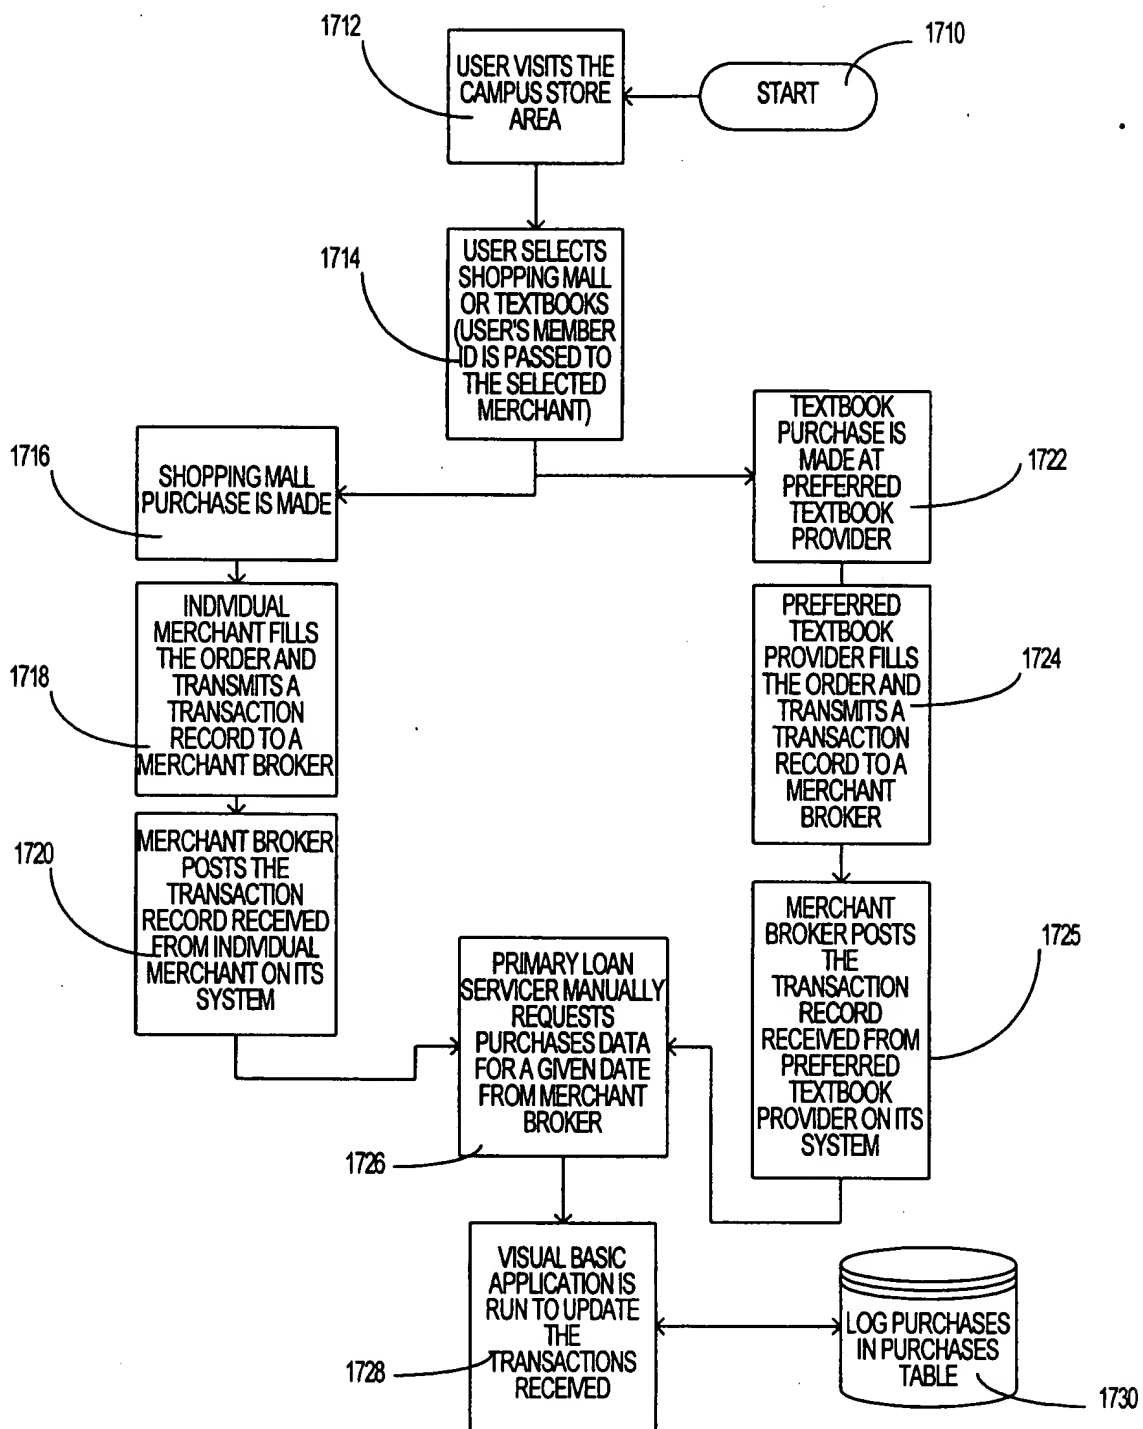 1712
USER VISITS THE
CAMPUS STORE
AREA
START
1710
1714
USER SELECTS
SHOPPING MALL
OR TEXTBOOKS
(USER'S MEMBER
ID IS PASSED TO
THE SELECTED
MERCHANT)
1716
SHOPPING MALL
PURCHASE IS MADE
TEXTBOOK
PURCHASE IS
MADE AT
PREFERRED
TEXTBOOK
PROVIDER
1722
1718
INDIVIDUAL
MERCHANT FILLS
THE ORDER AND
TRANSMITS A
TRANSACTION
RECORD TO A
MERCHANT BROKER
PREFERRED
TEXTBOOK
PROVIDER FILLS
THE ORDER AND
TRANSMITS A
TRANSACTION
RECORD TO A
MERCHANT
BROKER
1724
1720
MERCHANT BROKER
POSTS THE
TRANSACTION
RECORD RECEIVED
FROM INDIVIDUAL
MERCHANT ON ITS
SYSTEM
MERCHANT
BROKER POSTS
THE
TRANSACTION
RECORD
RECEIVED FROM
PREFERRED
TEXTBOOK
PROVIDER ON ITS
SYSTEM
1725
PRIMARY LOAN
SERVICER MANUALLY
REQUESTS
PURCHASES DATA
FOR A GIVEN DATE
FROM MERCHANT
BROKER
1726
VISUAL BASIC
APPLICATION IS
RUN TO UPDATE
THE
TRANSACTIONS
RECEIVED
1728
LOG PURCHASES
IN PURCHASES
TABLE
1730